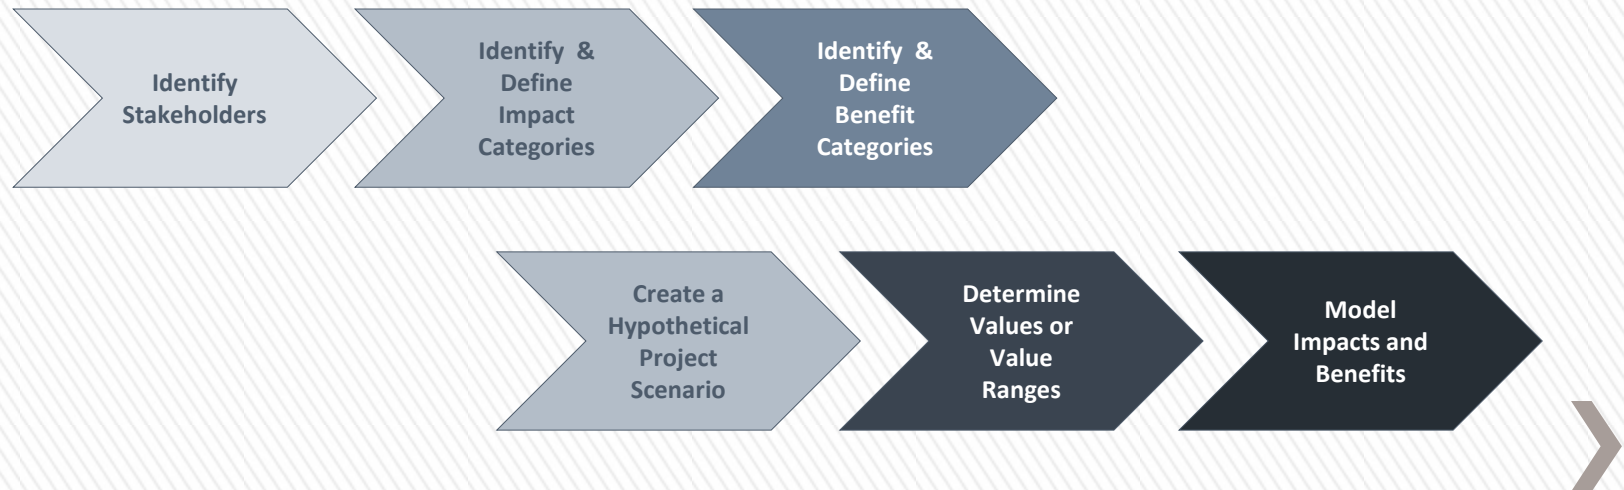 Identify
Stakeholders
Identify & 
Define
Impact
Categories
Identify & 
Define
Benefit
Categories
Create a
Hypothetical
Project
Scenario
Determine
Values or
Value
Ranges
Model
Impacts and
Benefits